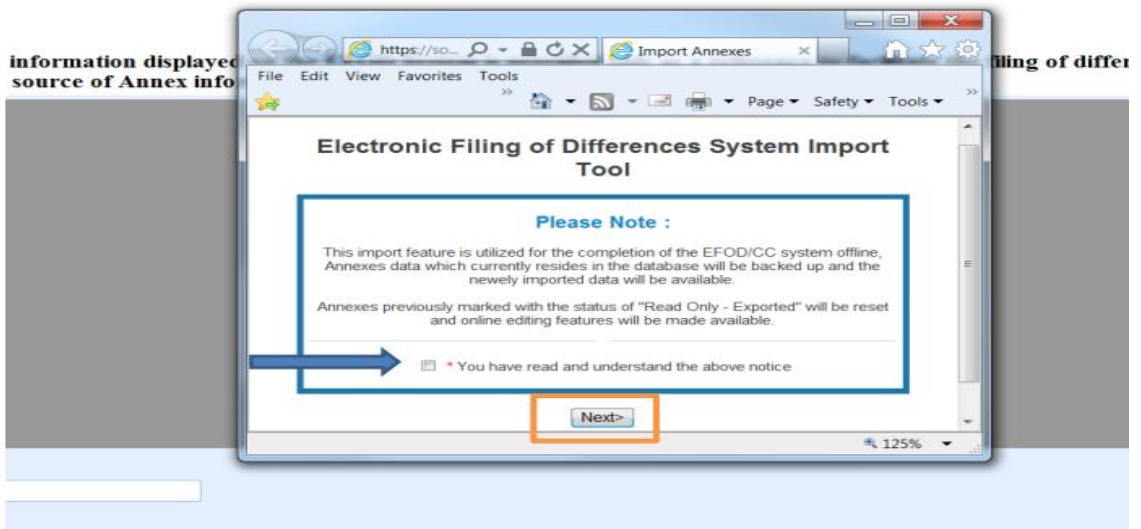 https://so... Import Annexes
information displayed
iling of differ
source of Annex info
File Edit View Favorites Tools
Page Safety Tools
Electronic Filing of Differences System Import
Tool
Please Note :
This import feature is utilized for the completion of the EFOD/CC system offline,
Annexes data which currently resides in the database will be backed up and the
newly imported data will be available.
Annexes previously marked with the status of "Read Only - Exported" will be reset
and online editing features will be made available.
* You have read and understand the above notice
Next>
125%